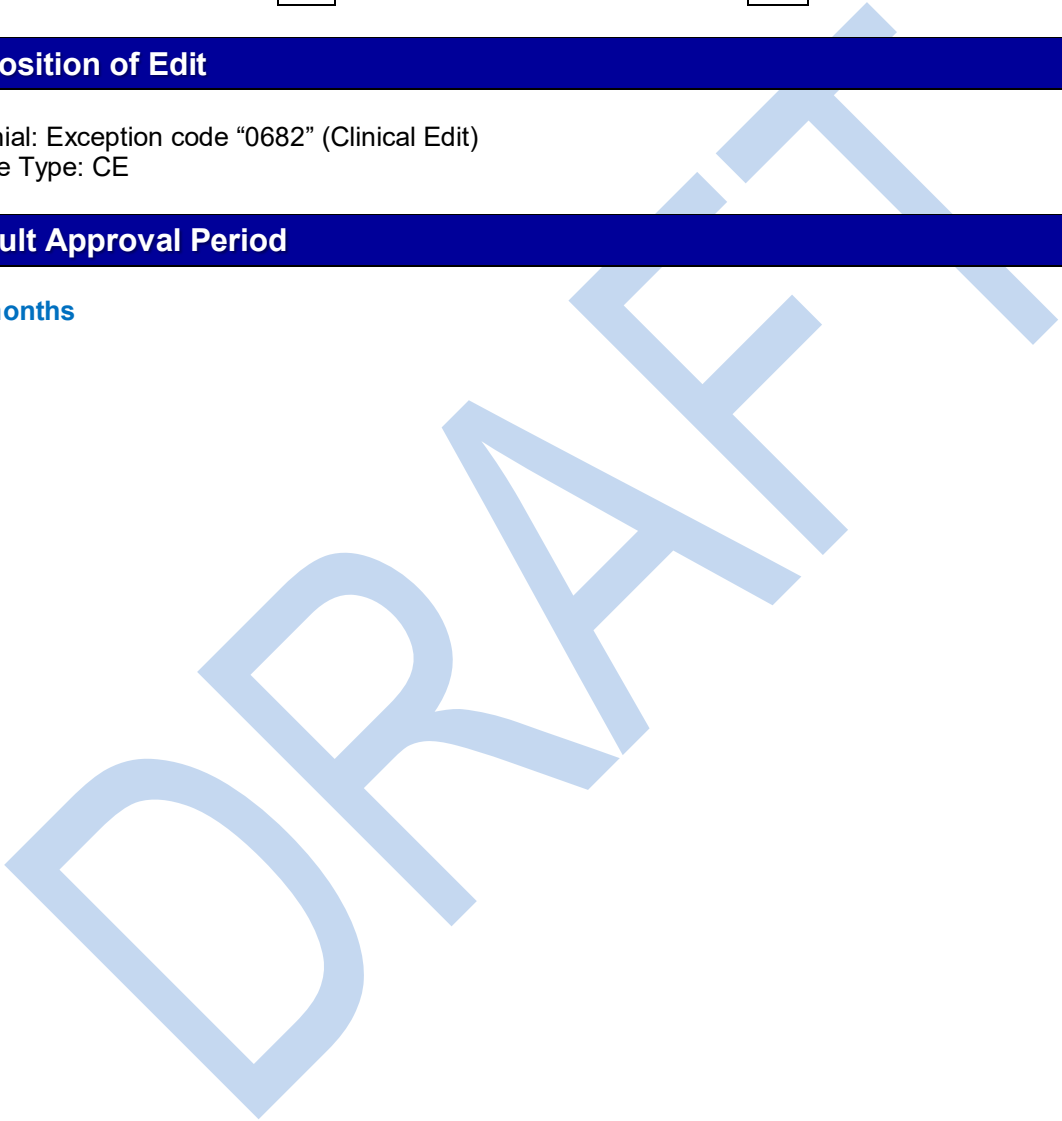 osition of Edit
nial: Exception code “0682” (Clinical Edit)
e Type: CE
ult Approval Period
onths
DRAFT